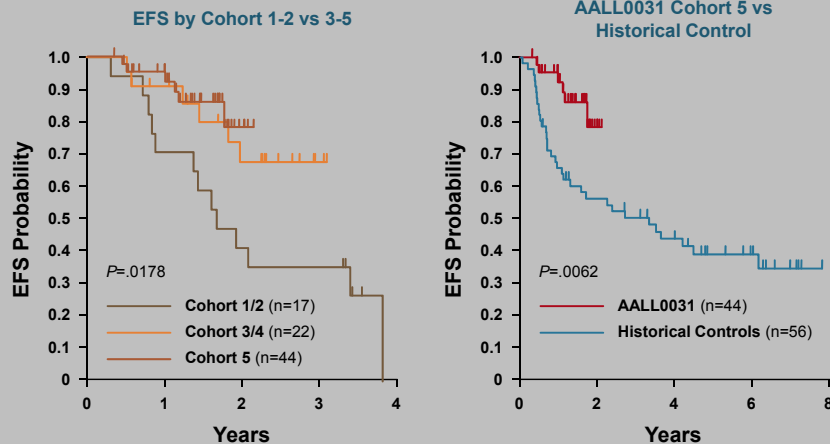 EFS by Cohort 1-2 vs 3-5
EFS Probability
1.0
0.9
0.8
0.7
0.6
0.5
0.4
0.3
0.2
0.1
0
P=.0178
Cohort 1/2 (n=17)
Cohort 3/4 (n=22)
Cohort 5 (n=44)
0 1 2 3 4
Years
AALL0031 Cohort 5 vs
Historical Control
EFS Probability
1.0
0.9
0.8
0.7
0.6
0.5
0.4
0.3
0.2
0.1
0
P=.0062
AALL0031 (n=44)
Historical Controls (n=56)
0 2 4 6 8
Years